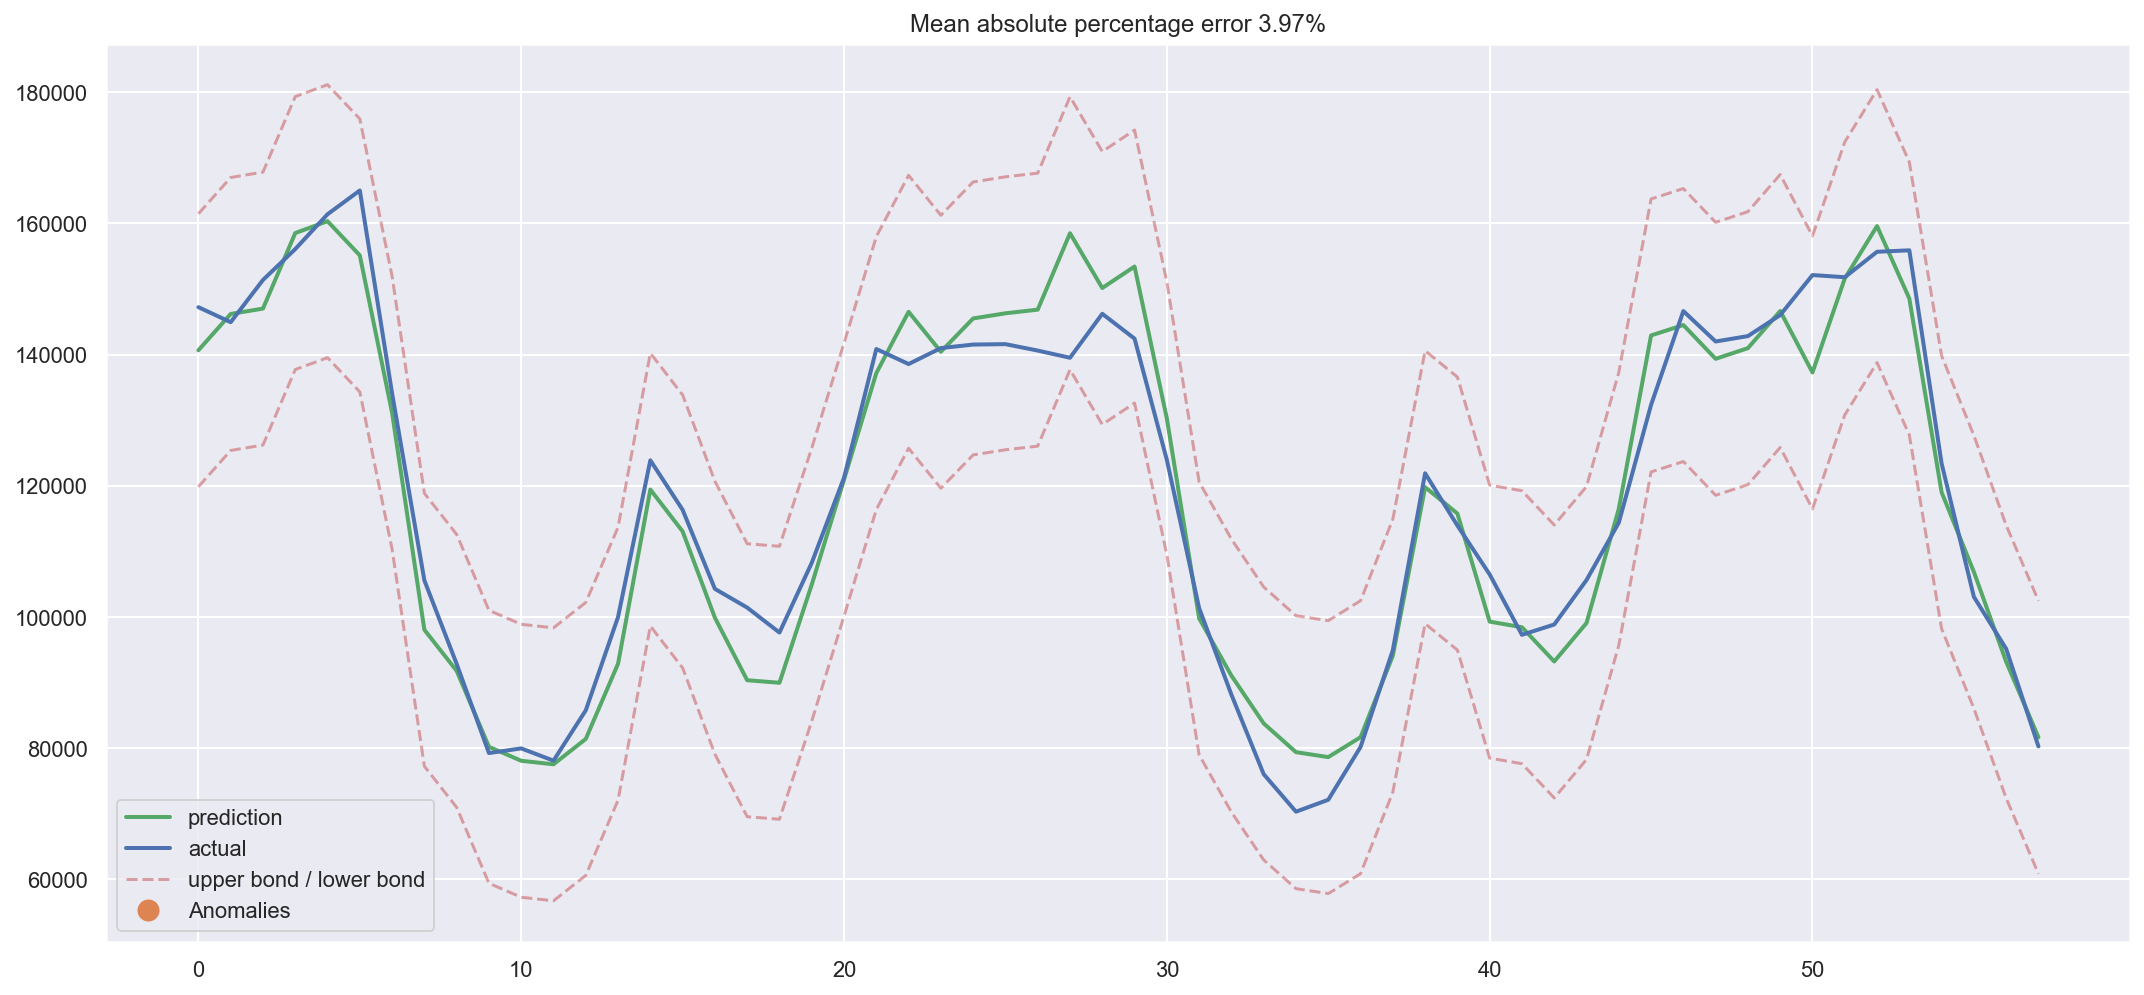 Mean absolute percentage error 3.97%
180000
160000
140000
120000
100000
80000
60000
prediction
actual
upper bond / lower bond
Anomalies
0 10 20 30 40 50